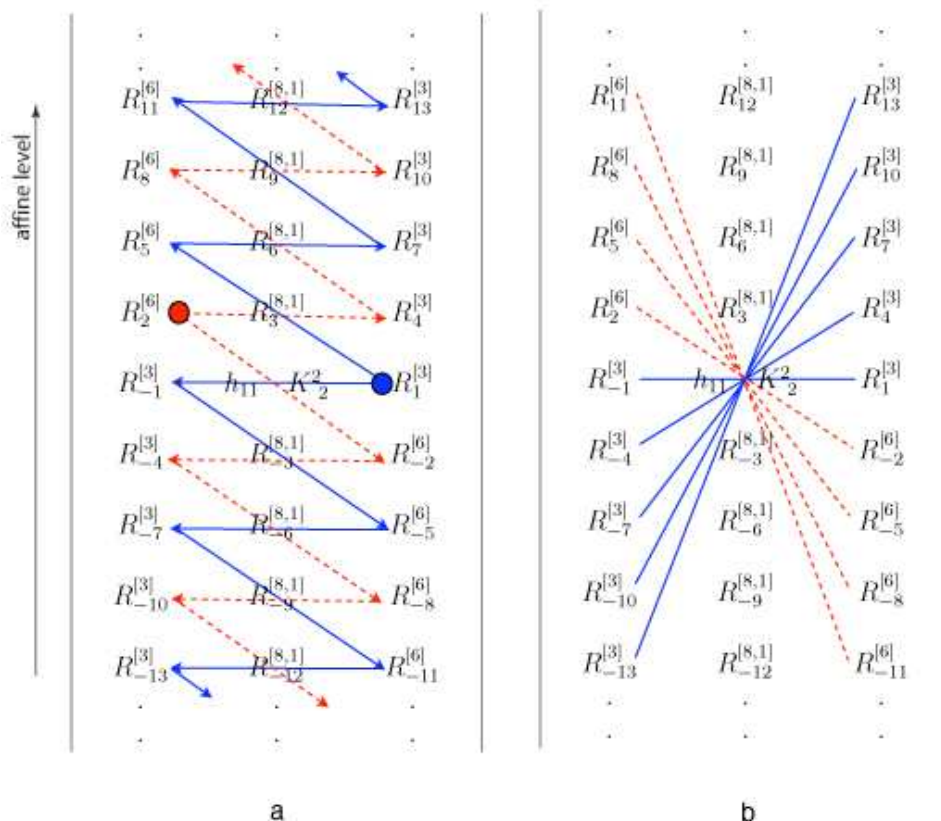 R_{11}^{[6]} R_{12}^{[8,1]} R_{13}^{[3]} R_{11}^{[6]} R_{12}^{[8,1]} R_{13}^{[3]}
R_{8}^{[6]} R_{9}^{[8,1]} R_{10}^{[3]} R_{8}^{[6]} R_{9}^{[8,1]} R_{10}^{[3]}
R_{5}^{[6]} R_{6}^{[8,1]} R_{7}^{[3]} R_{5}^{[6]} R_{6}^{[8,1]} R_{7}^{[3]}
affine level
R_{2}^{[6]} R_{3}^{[8,1]} R_{4}^{[3]} R_{2}^{[6]} R_{3}^{[8,1]} R_{4}^{[3]}
R_{-1}^{[3]} h_{11} K^{2}_{2} R_{1}^{[3]} R_{-1}^{[3]} h_{11} K^{2}_{2} R_{1}^{[3]}
R_{-4}^{[3]} R_{-3}^{[8,1]} R_{-2}^{[6]} R_{-4}^{[3]} R_{-3}^{[8,1]} R_{-2}^{[6]}
R_{-7}^{[3]} R_{-6}^{[8,1]} R_{-5}^{[6]} R_{-7}^{[3]} R_{-6}^{[8,1]} R_{-5}^{[6]}
R_{-10}^{[3]} R_{-9}^{[8,1]} R_{-8}^{[6]} R_{-10}^{[3]} R_{-9}^{[8,1]} R_{-8}^{[6]}
R_{-13}^{[3]} R_{-12}^{[8,1]} R_{-11}^{[6]} R_{-13}^{[3]} R_{-12}^{[8,1]} R_{-11}^{[6]}
a b